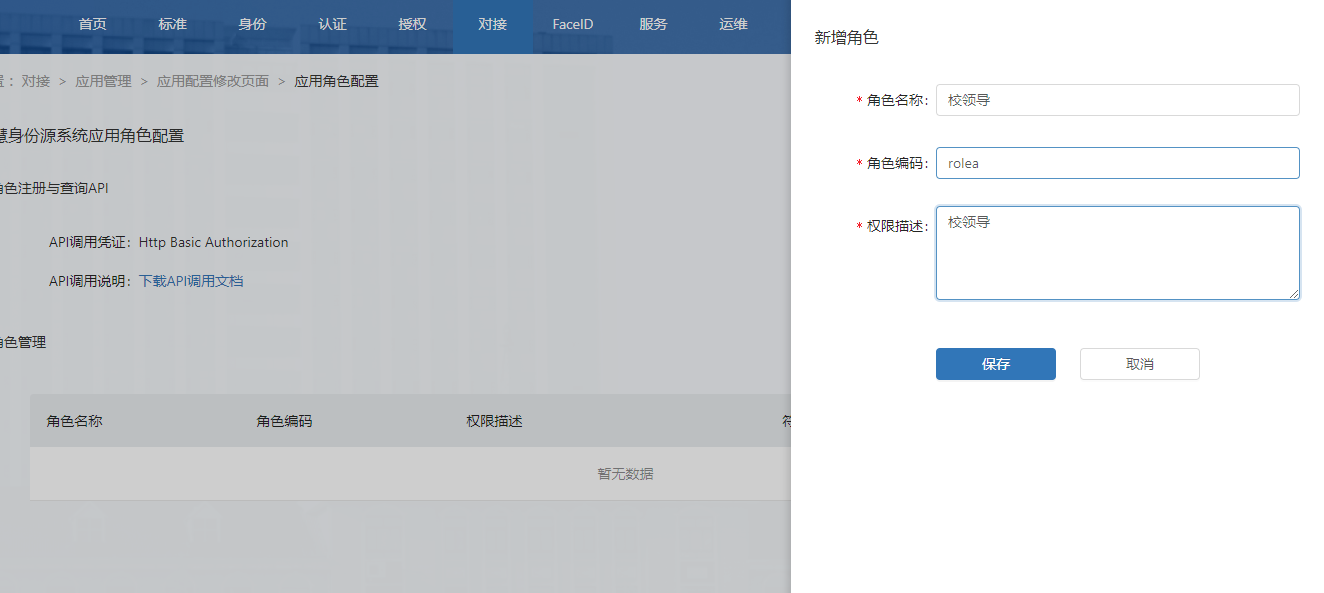 首页 标准 身份 认证 授权 对接 FaceID 服务 运维
新增角色
： 对接 > 应用管理 > 应用配置修改页面 > 应用角色配置
* 角色名称： 校领导
慧身份源系统应用角色配置
* 角色编码： rolea
角色注册与查询API
* 权限描述： 校领导
API调用凭证：Http Basic Authorization
API调用说明：下载API调用文档
角色管理
保存 取消
角色名称 角色编码 权限描述
暂无数据